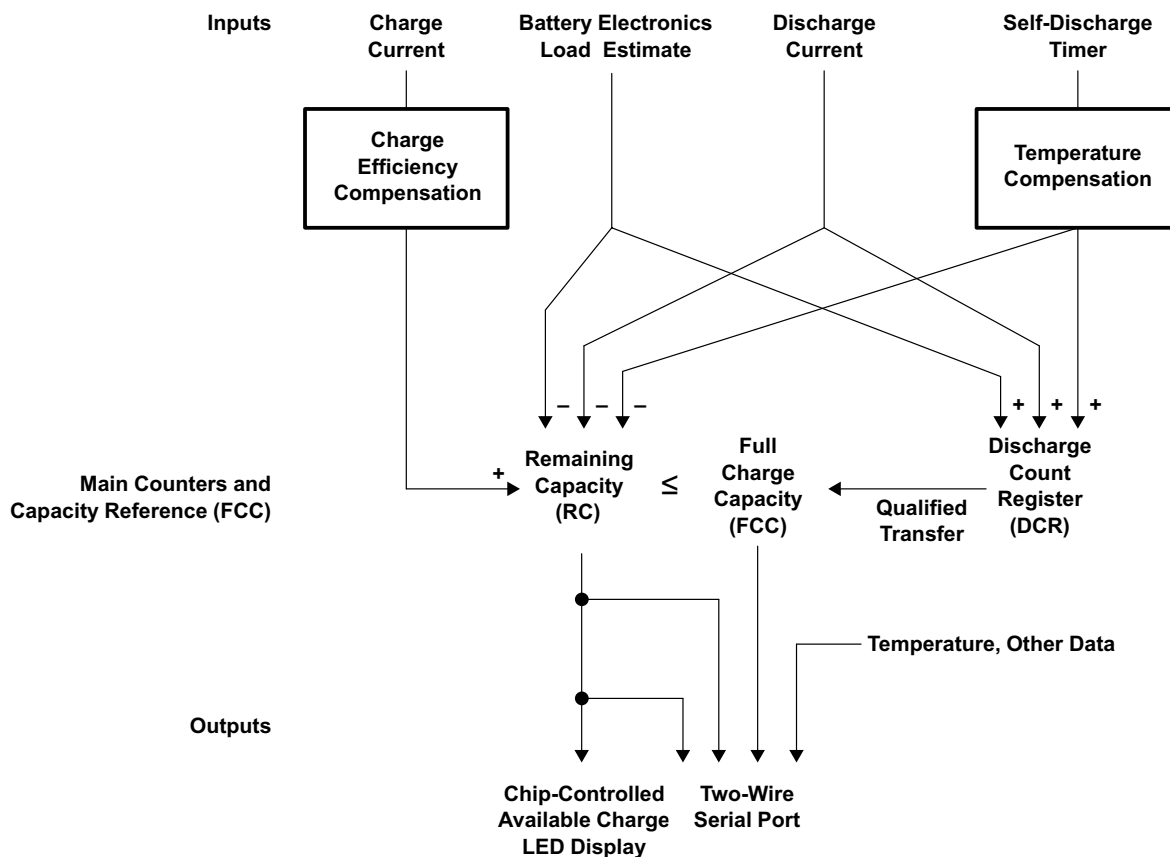 Inputs
Charge
Current
Battery Electronics
Load Estimate
Discharge
Current
Self-Discharge
Timer
Charge
Efficiency
Compensation
Temperature
Compensation
– – –
+ + +
Main Counters and
Capacity Reference (FCC)
+
Remaining
Capacity
(RC)
≤
Full
Charge
Capacity
(FCC)
Qualified
Transfer
Discharge
Count
Register
(DCR)
Temperature, Other Data
Outputs
Chip-Controlled
Available Charge
LED Display
Two-Wire
Serial Port